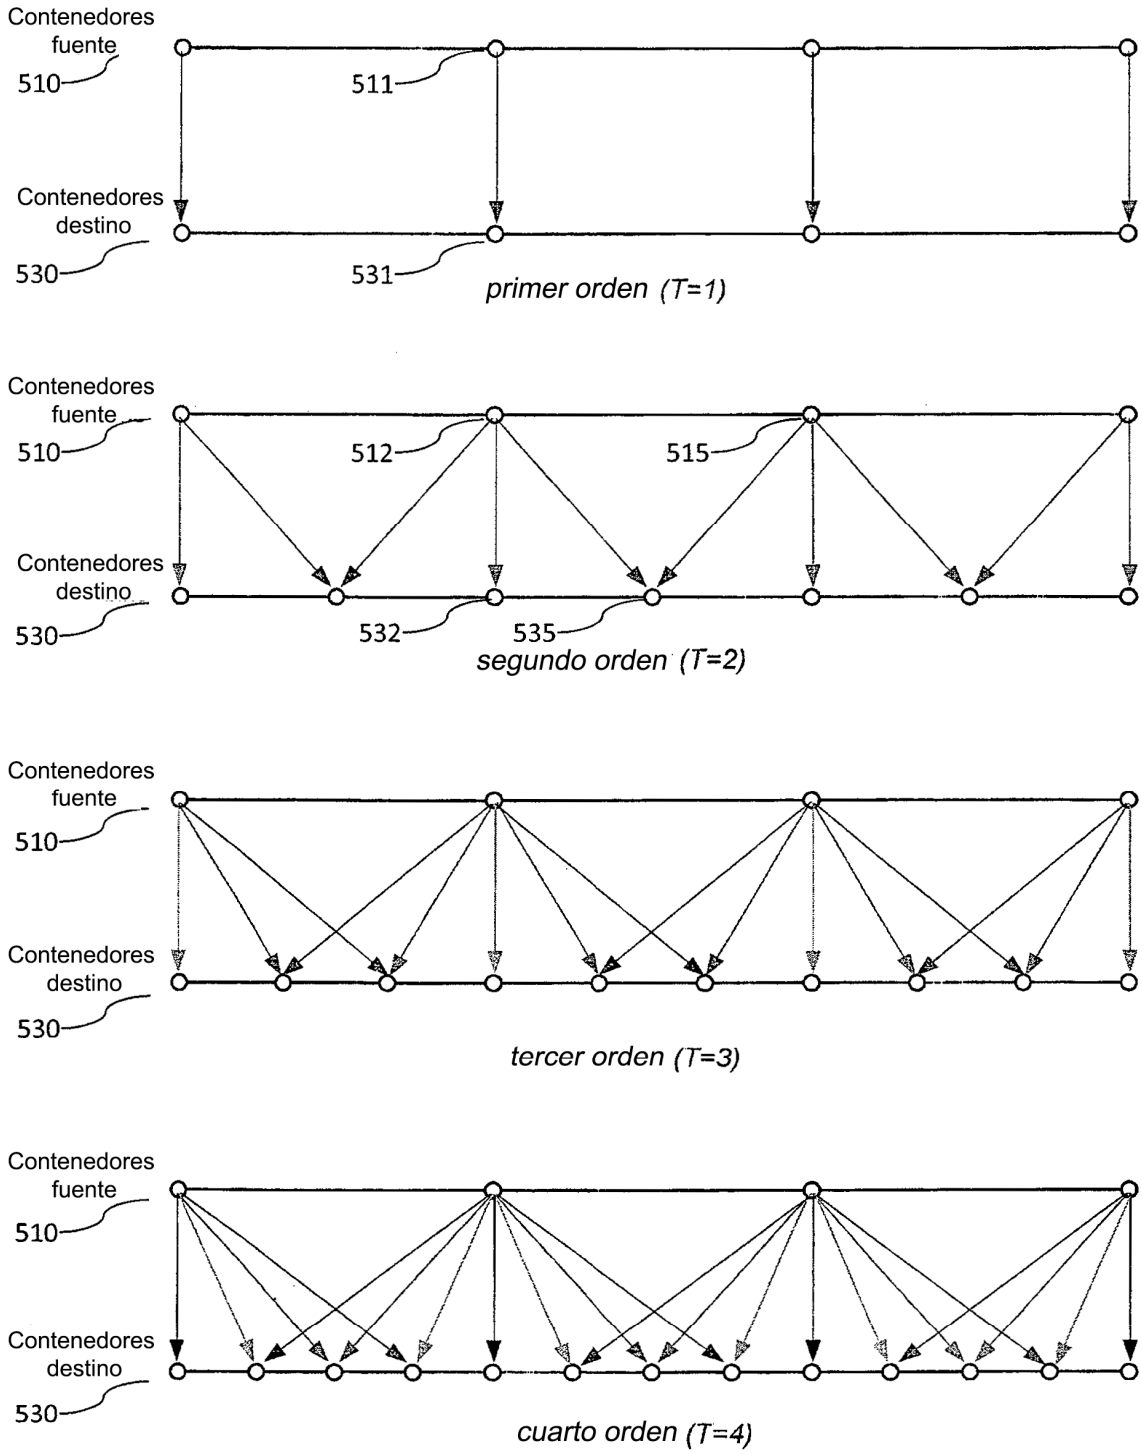 Contenedores
fuente
510
511
Contenedores
destino
530
531
primer orden (T=1)
Contenedores
fuente
510
512
515
Contenedores
destino
530
532
535
segundo orden (T=2)
Contenedores
fuente
510
Contenedores
destino
530
tercer orden (T=3)
Contenedores
fuente
510
Contenedores
destino
530
cuarto orden (T=4)